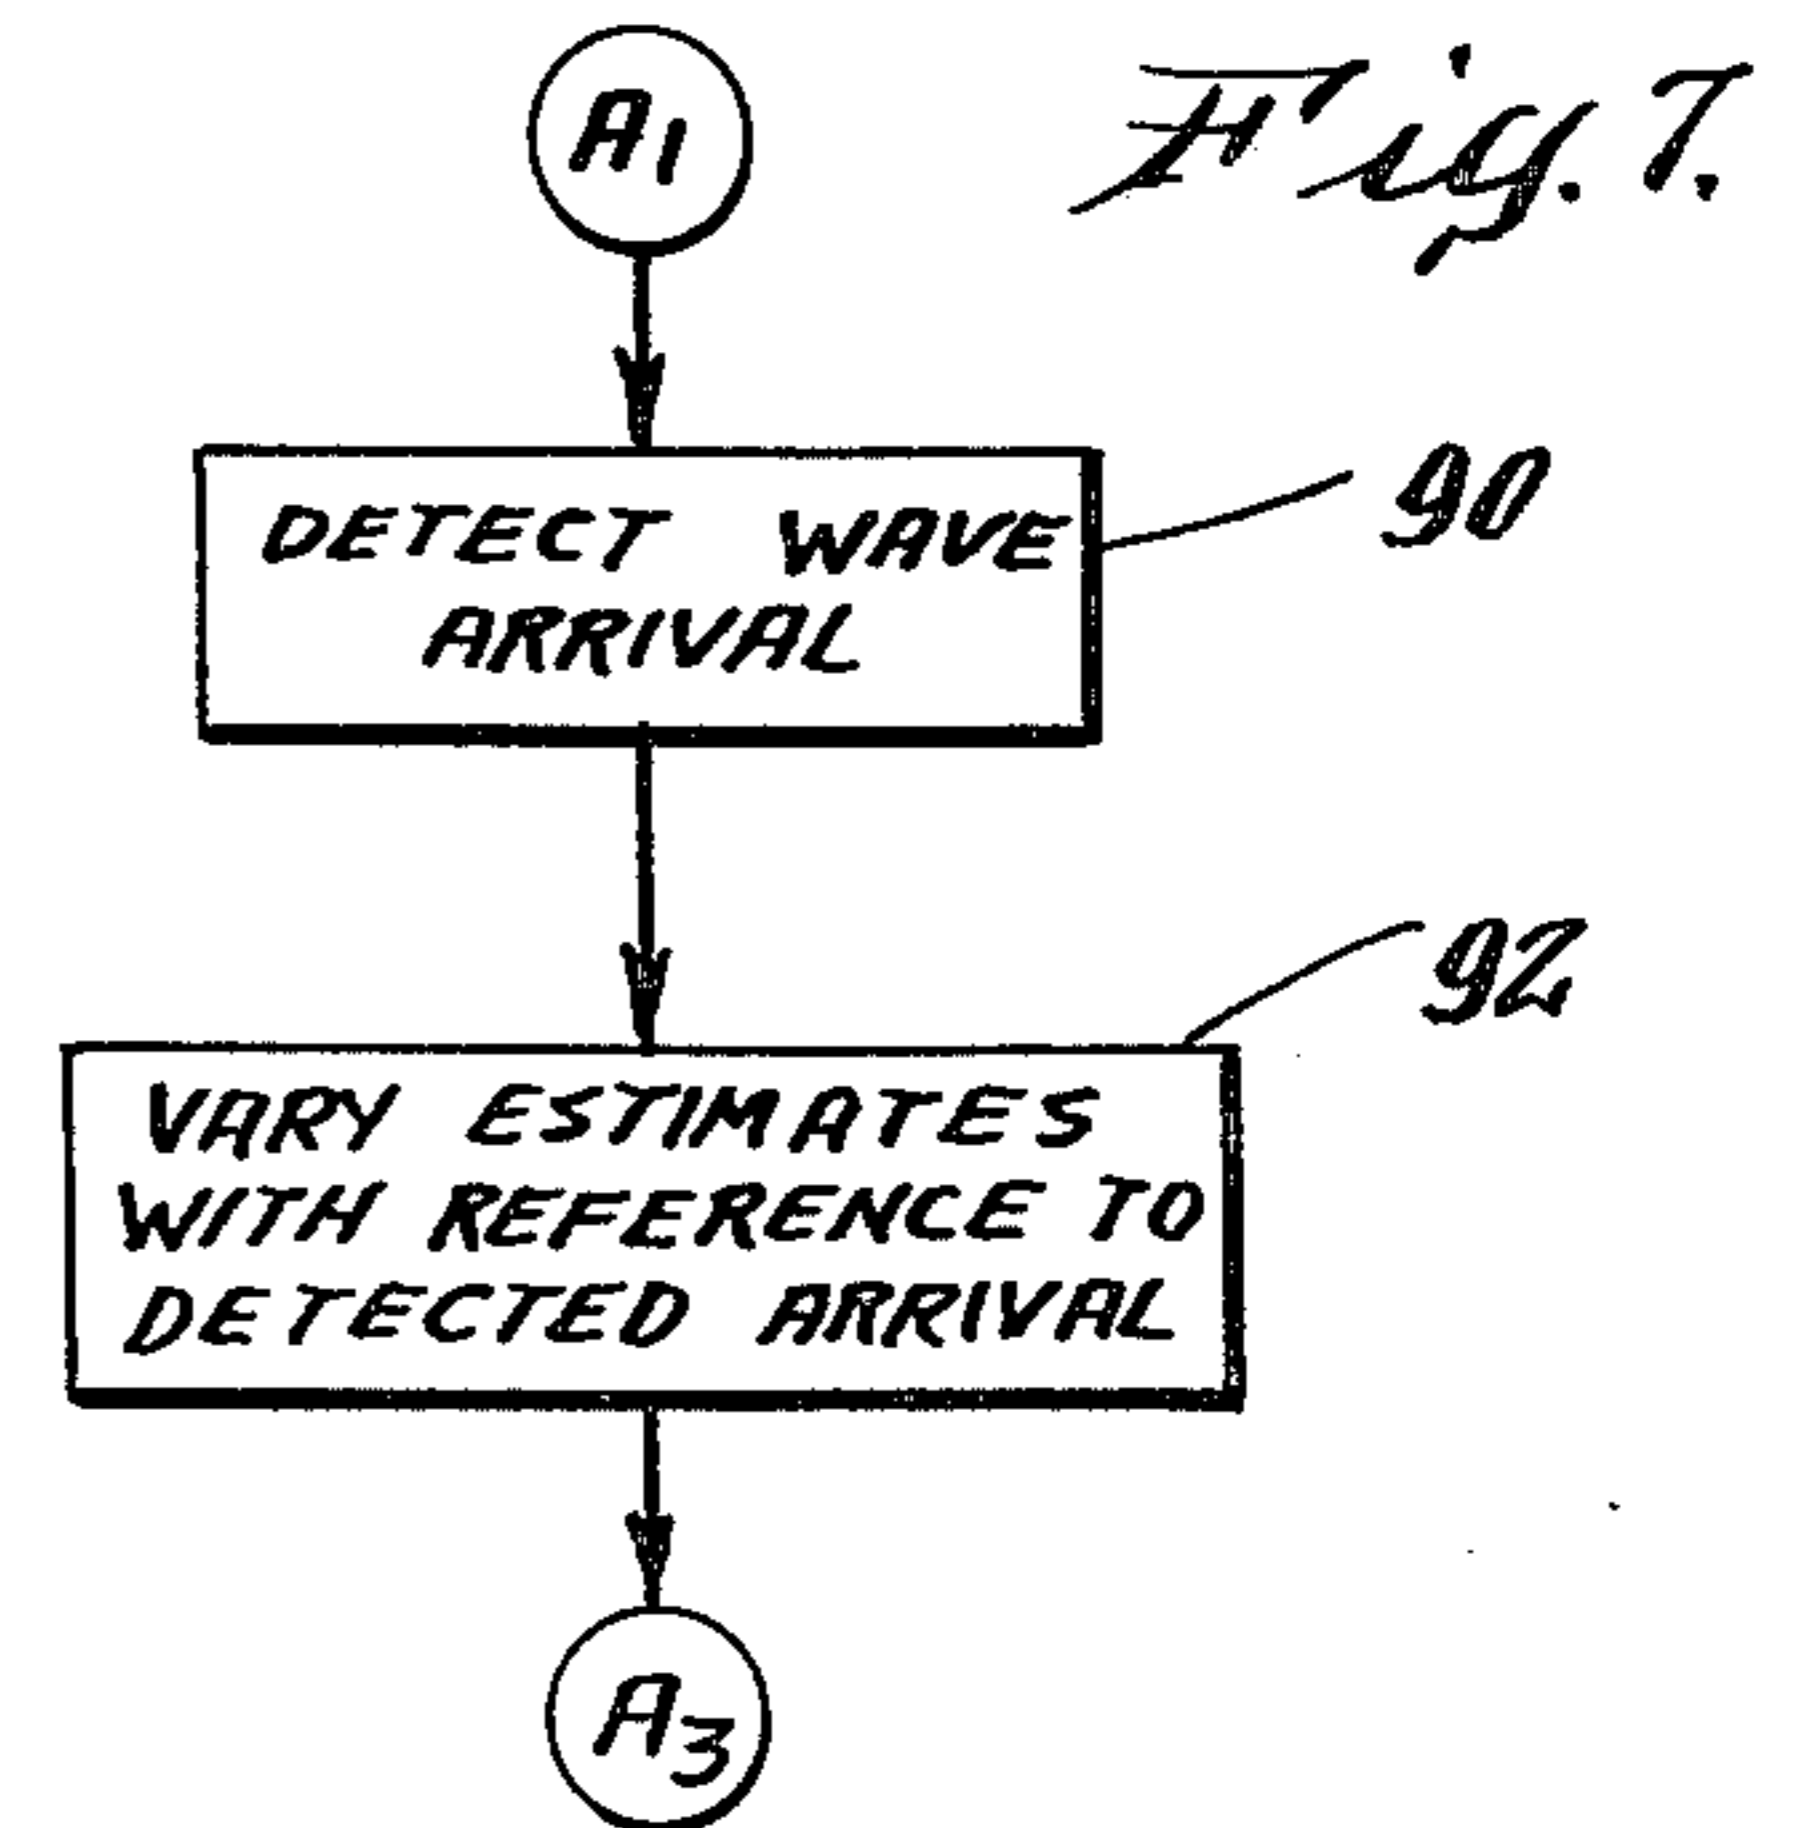 A1
Fig. 7.
DETECT WAVE
ARRIVAL
90
92
VARY ESTIMATES
WITH REFERENCE TO
DETECTED ARRIVAL
A3